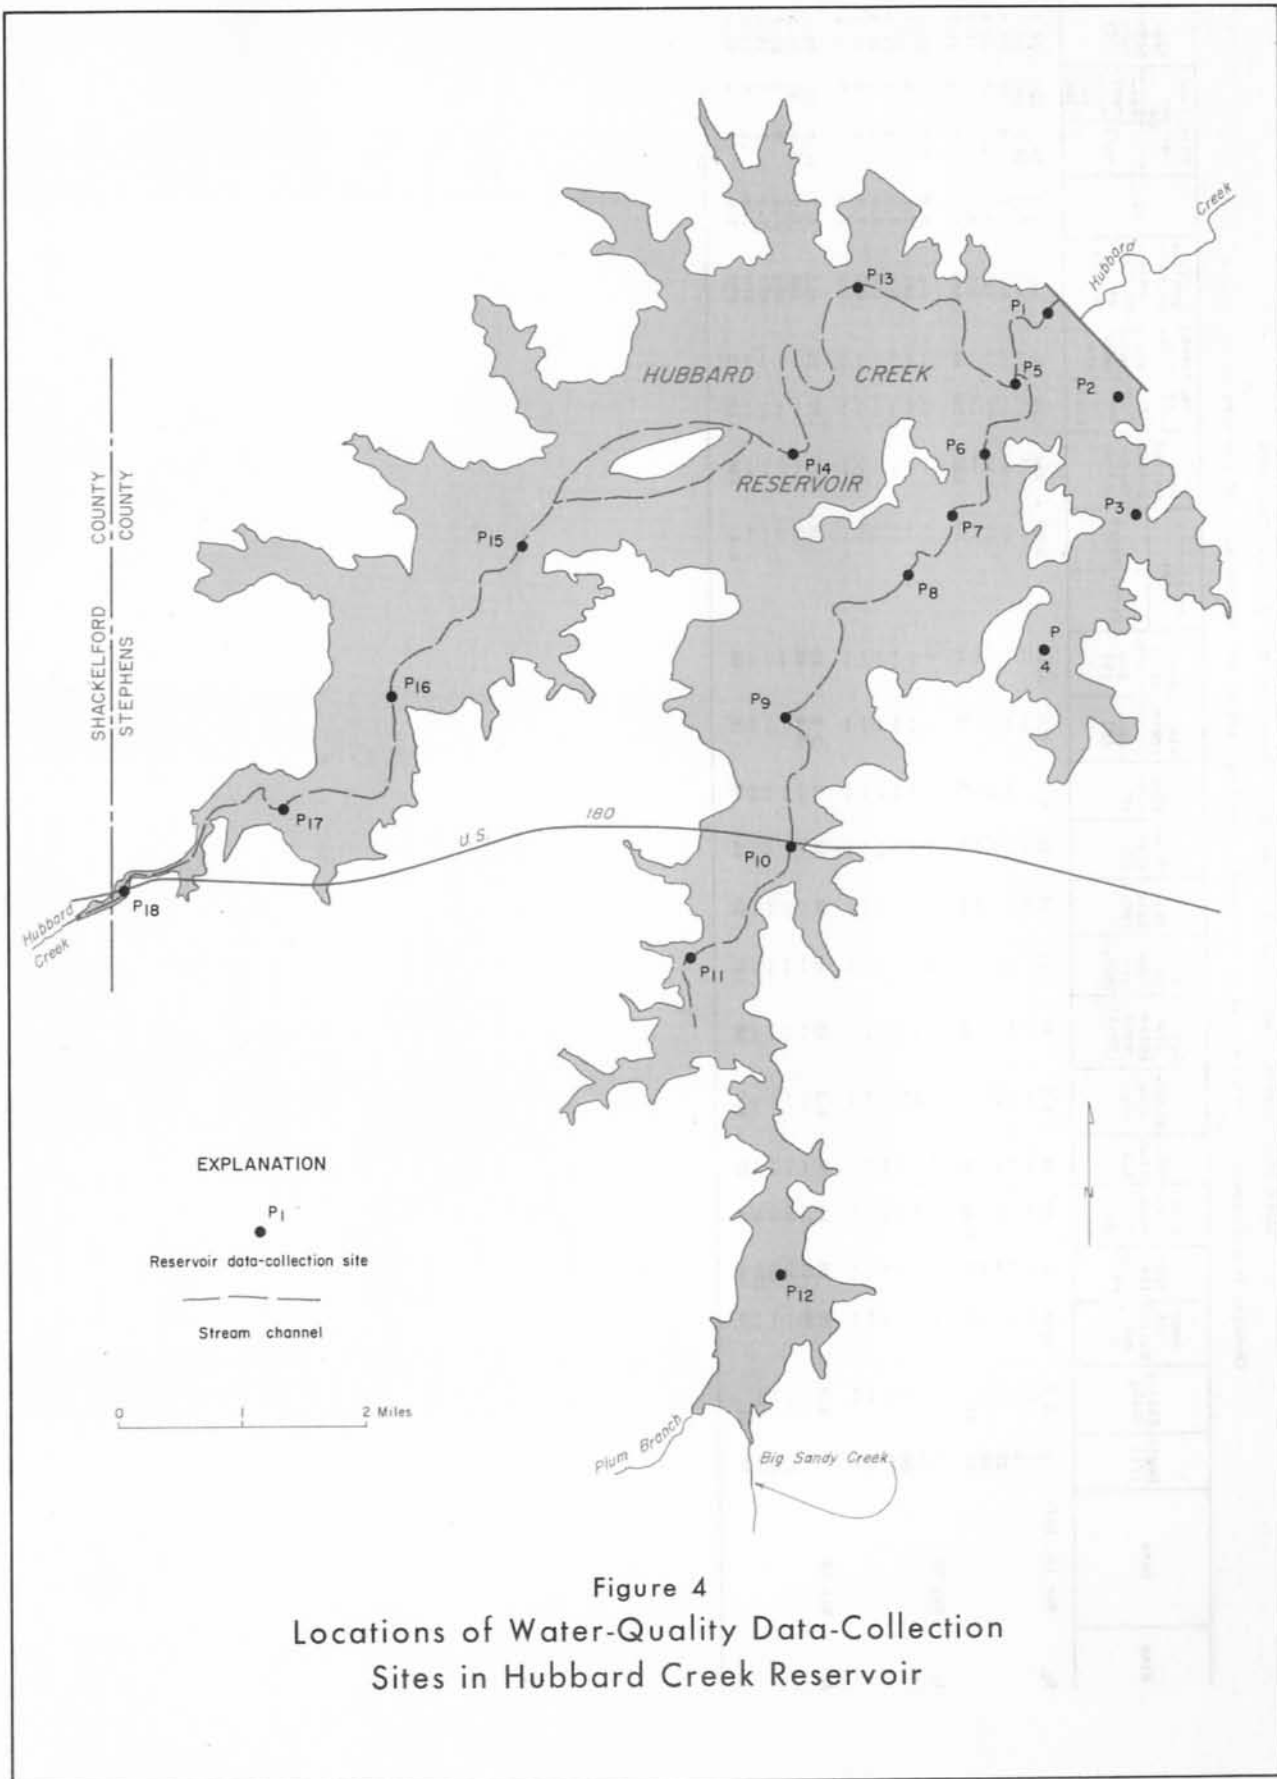 Hubbard Creek
P13
P1
P5
HUBBARD CREEK
P2
P6
P14
RESERVOIR
P3
P7
P15
P8
SHACKELFORD COUNTY
STEPHENS COUNTY
P
4
P16
P9
P17
U.S. 180
P10
P18
Hubbard
Creek
P11
EXPLANATION
P1
Reservoir data-collection site
Stream channel
N
P12
0 1 2 Miles
Plum Branch
Big Sandy Creek
Figure 4
Locations of Water-Quality Data-Collection
Sites in Hubbard Creek Reservoir